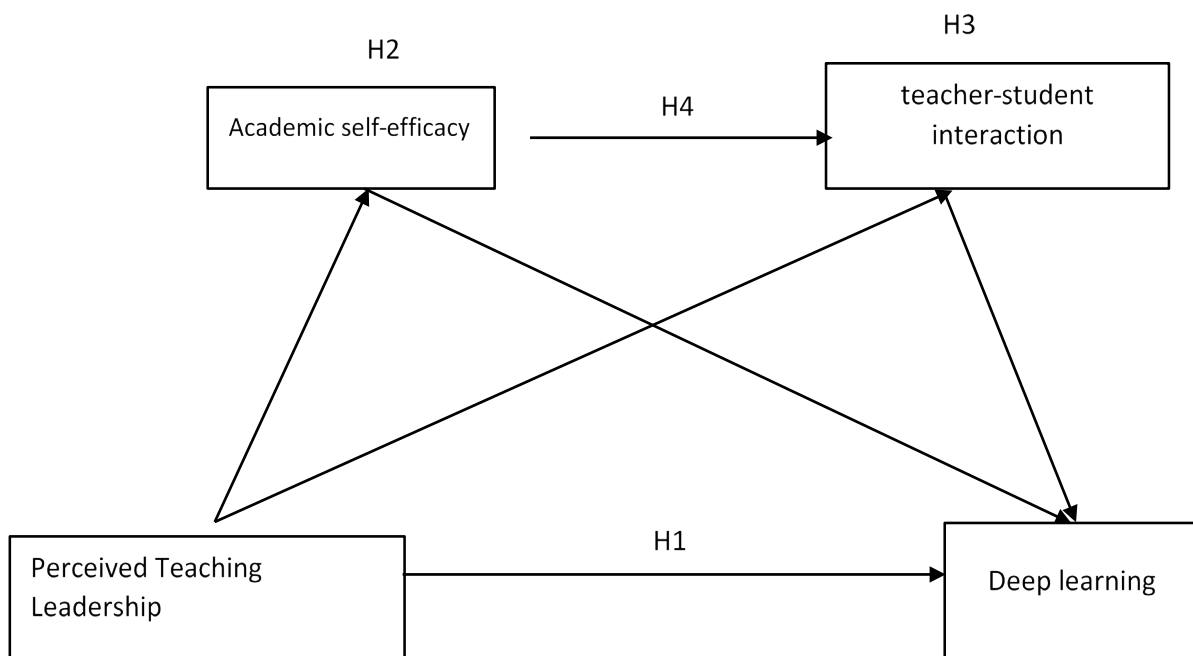 H3
H2
teacher-student
interaction
Academic self-efficacy
H4
H1
Perceived Teaching
Leadership
Deep learning